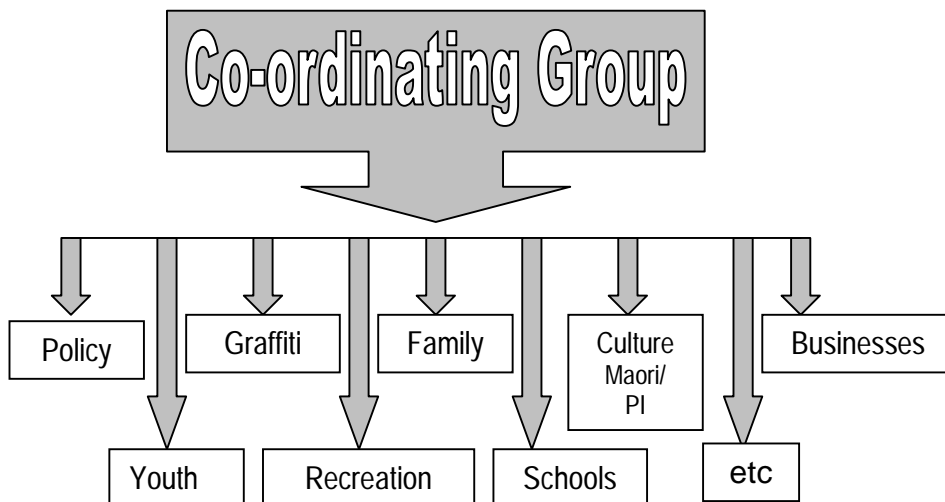 Co-ordinating Group
Policy
Graffiti
Family
Culture
Maori/
PI
Businesses
Youth
Recreation
Schools
etc